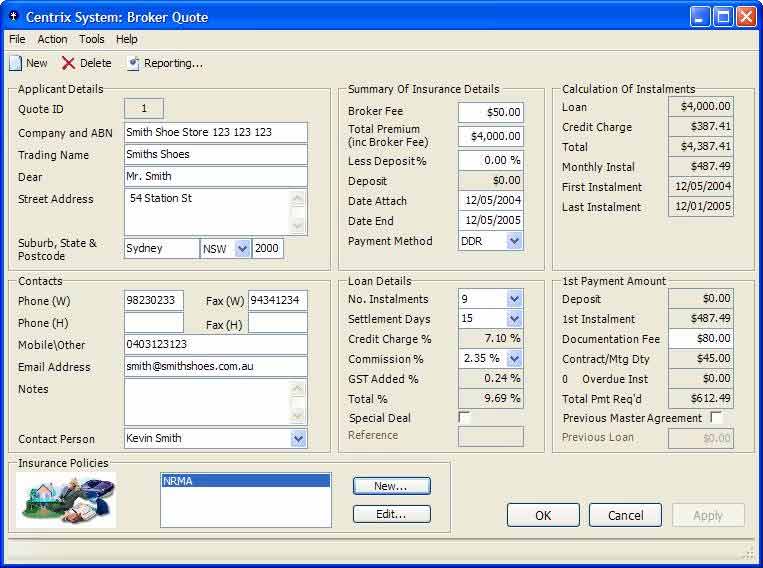 Centrix System: Broker Quote
File Action Tools Help
New Delete Reporting...
Applicant Details
Quote ID 1
Company and ABN Smith Shoe Store 123 123 123
Trading Name Smiths Shoes
Dear Mr. Smith
Street Address 54 Station St
Suburb, State &
Postcode Sydney NSW 2000
Summary Of Insurance Details
Broker Fee $50.00
Total Premium
(inc Broker Fee) $4,000.00
Less Deposit% 0.00 %
Deposit $0.00
Date Attach 12/05/2004
Date End 12/05/2005
Payment Method DDR
Calculation Of Instalments
Loan $4,000.00
Credit Charge $387.41
Total $4,387.41
Monthly Instal $487.49
First Instalment 12/05/2004
Last Instalment 12/01/2005
Contacts
Phone (W) 98230233 Fax (W) 94341234
Phone (H) Fax (H)
Mobile\Other 0403123123
Email Address smith@smithshoes.com.au
Notes
Contact Person Kevin Smith
Loan Details
No. Instalments 9
Settlement Days 15
Credit Charge % 7.10 %
Commission % 2.35 %
GST Added % 0.24 %
Total % 9.69 %
Special Deal
Reference
1st Payment Amount
Deposit $0.00
1st Instalment $487.49
Documentation Fee $80.00
Contract/Mtg Dty $45.00
0 Overdue Inst $0.00
Total Pmt Req'd $612.49
Previous Master Agreement
Previous Loan $0.00
Insurance Policies
NRMA
New...
Edit...
OK Cancel Apply